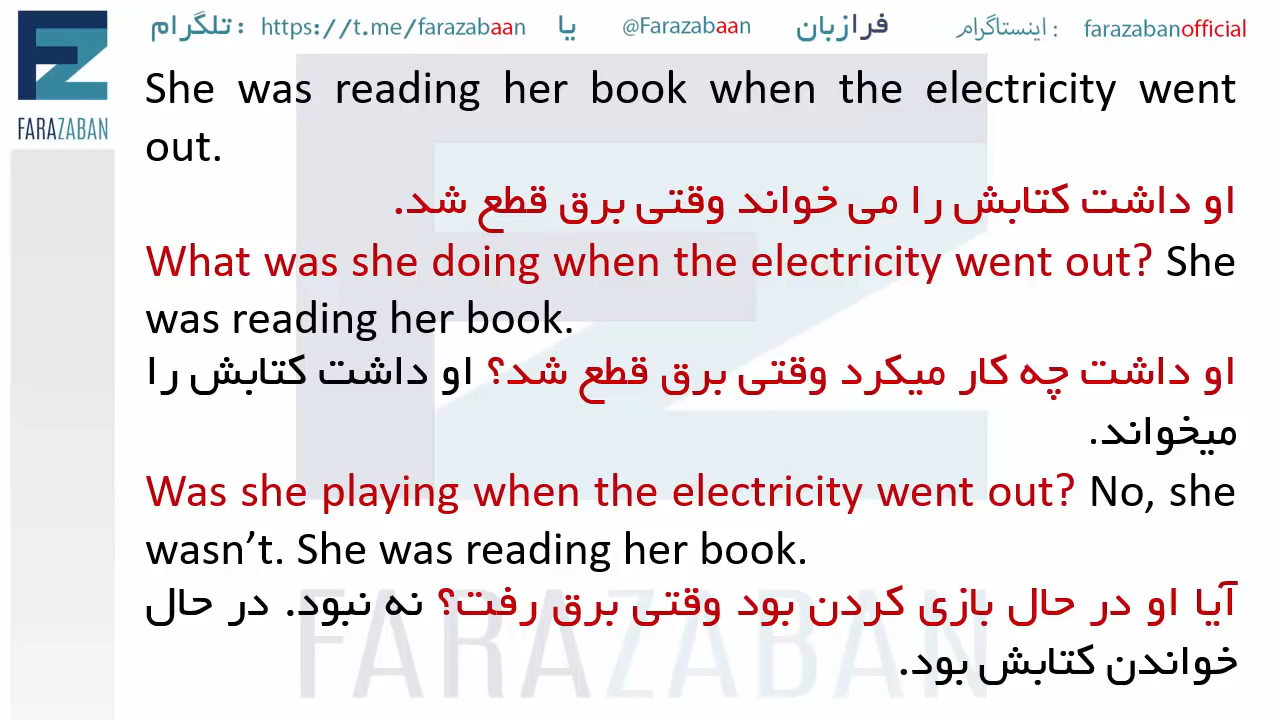 تلگرام : https://t.me/farazabaan یا @Farazabaan فرازبان اینستاگرام : farazabanofficial
FZ
FARAZABAN
She was reading her book when the electricity went
out.
او داشت کتابش را می خواند وقتی برق قطع شد.
What was she doing when the electricity went out? She
was reading her book.
او داشت چه کار میکرد وقتی برق قطع شد؟ او داشت کتابش را
میخواند.
Was she playing when the electricity went out? No, she
wasn’t. She was reading her book.
آیا او در حال بازی کردن بود وقتی برق رفت؟ نه نبود. در حال
خواندن کتابش بود.
FARAZABAN